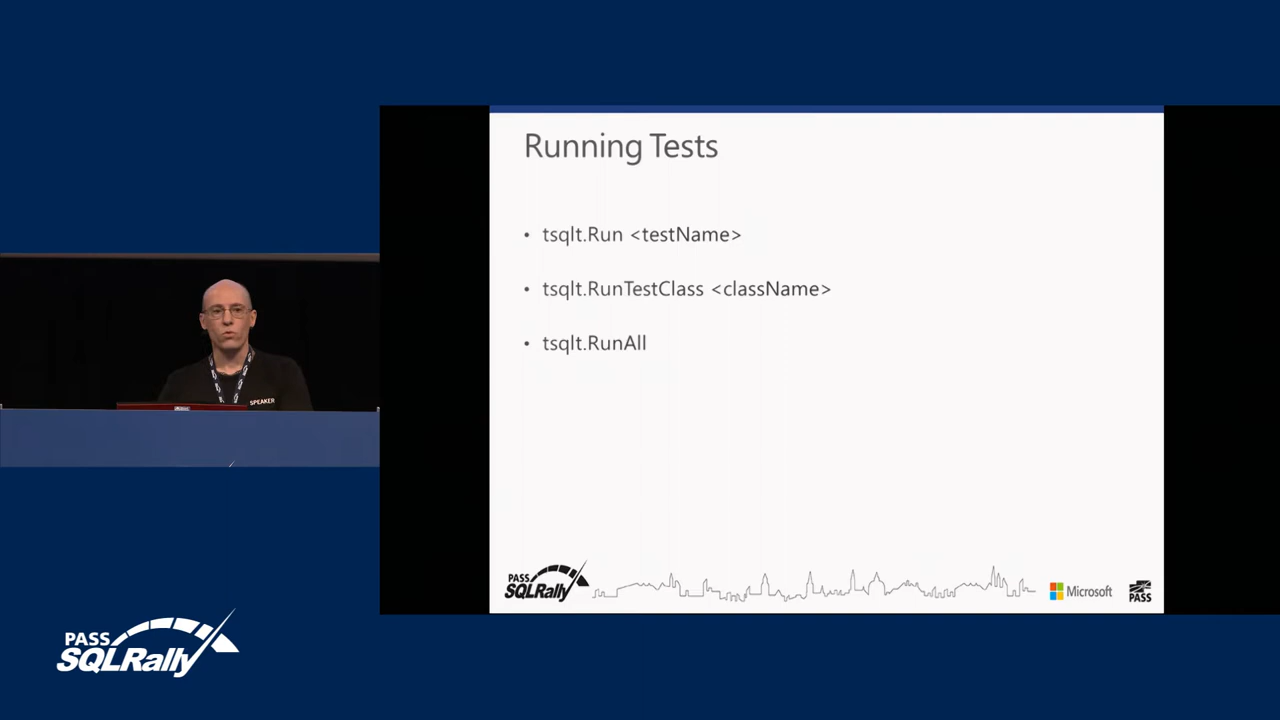 Running Tests
• tsqlt.Run <testName>
• tsqlt.RunTestClass <className>
• tsqlt.RunAll
SPEAKER
PASS
SQLRally
Microsoft
PASS
PASS
SQLRally